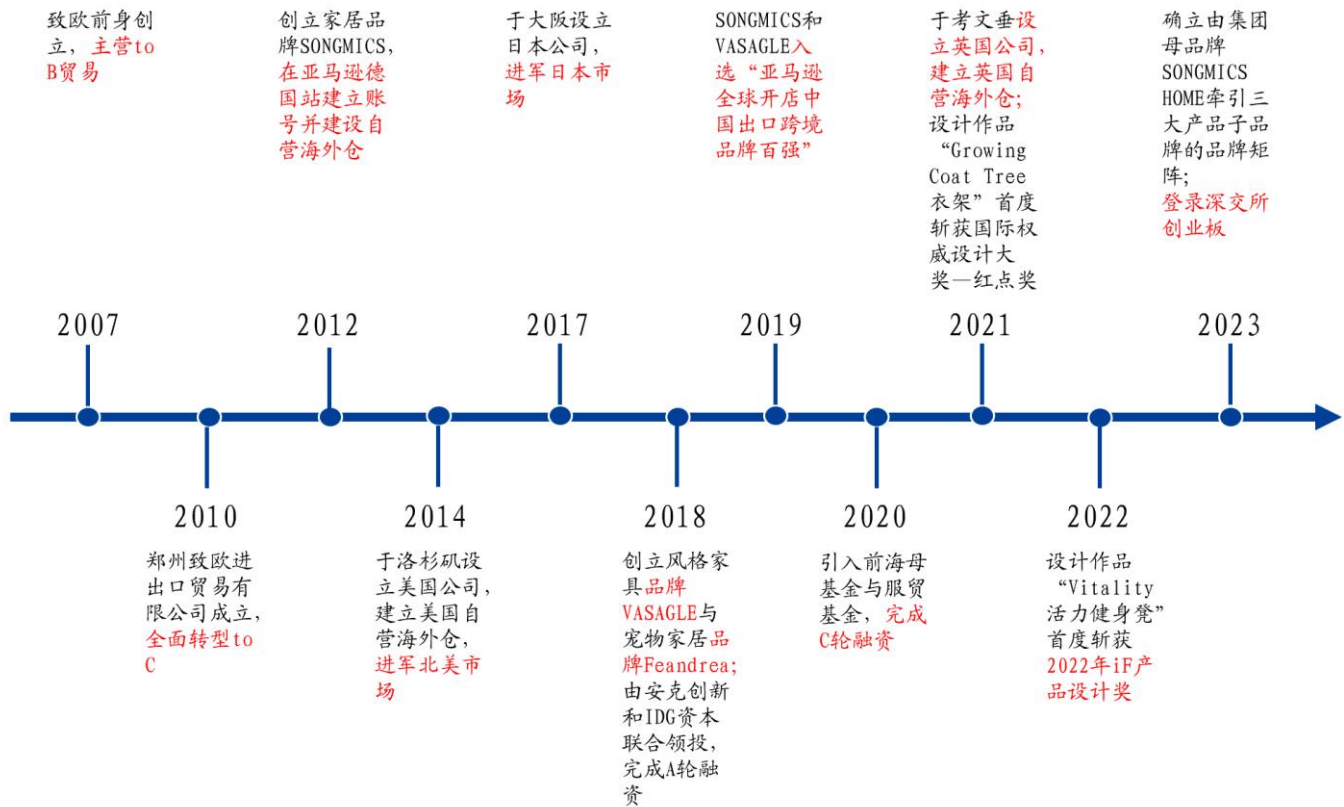 致欧前身创
立，主营to
B贸易
创立家居品
牌SONGMICS，
在亚马逊德
国站建立账
号并建设自
营海外仓
于大阪设立
日本公司，
进军日本市
场
SONGMICS和
VASAGLE入
选“亚马逊
全球开店中
国出口跨境
品牌百强”
于考文垂设
立英国公司，
建立英国自
营海外仓；
设计作品
“Growing
Coat Tree
衣架”首度
斩获国际权
威设计大
奖—红点奖
确立由集团
母品牌
SONGMICS
HOME牵引三
大产品子品
牌的品牌矩
阵；
登录深交所
创业板
2007
2012
2017
2019
2021
2023
2010
2014
2018
2020
2022
郑州致欧进
出口贸易有
限公司成立，
全面转型to
C
于洛杉矶设
立美国公司，
建立美国自
营海外仓，
进军北美市
场
创立风格家
具品牌
VASAGLE与
宠物家居品
牌Feandrea；
由安克创新
和IDG资本
联合领投，
完成A轮融
资
引入前海母
基金与服贸
基金，完成
C轮融资
设计作品
“Vitality
活力健身凳”
首度斩获
2022年iF产
品设计奖